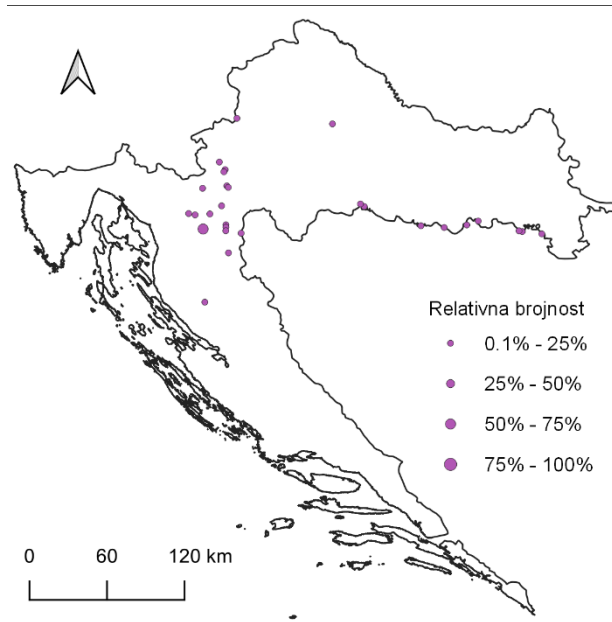 Relativna brojnost
0.1% - 25%
25% - 50%
50% - 75%
75% - 100%
0 60 120 km